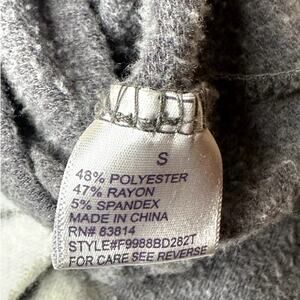 S
48% POLYESTER
47% RAYON
5% SPANDEX
MADE IN CHINA
RN# 83814
STYLE#F9988BD282T
FOR CARE SEE REVERSE